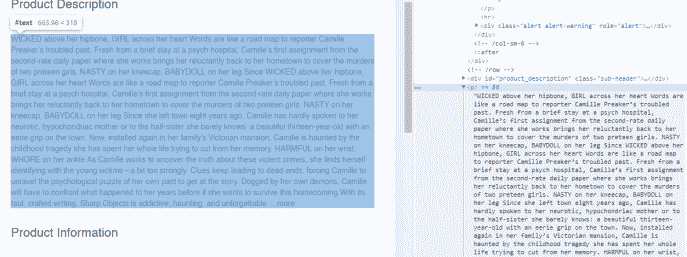 Product Description
#text 663.98 × 318
WICKED above her hipbone, GIRL across her heart Words are like a road map to reporter Camille
Preaker's troubled past. Fresh from a brief stay at a psych hospital, Camille's first assignment from the
second-rate daily paper where she works brings her reluctantly back to her hometown to cover the murders
of two preteen girls. NASTY on her kneecap, BABYDOLL on her leg Since WICKED above her hipbone,
GIRL across her heart Words are like a road map to reporter Camille Preaker's troubled past. Fresh from a
brief stay at a psych hospital, Camille's first assignment from the second-rate daily paper where she works
brings her reluctantly back to her hometown to cover the murders of two preteen girls. NASTY on her
kneecap, BABYDOLL on her leg Since she left town eight years ago, Camille has hardly spoken to her
neurotic, hypochondriac mother or to the half-sister she barely knows: a beautiful thirteen-year-old with an
eerie grip on the town. Now, installed again in her family's Victorian mansion, Camille is haunted by the
childhood tragedy she has spent her whole life trying to cut from her memory. HARMFUL on her wrist,
WHORE on her ankle As Camille works to uncover the truth about these violent crimes, she finds herself
identifying with the young victims—a bit too strongly. Clues keep leading to dead ends, forcing Camille to
unravel the psychological puzzle of her own past to get at the story. Dogged by her own demons, Camille
will have to confront what happened to her years before if she wants to survive this homecoming.With its
taut, crafted writing, Sharp Objects is addictive, haunting, and unforgettable. ...more
Product Information
</p>
<hr>
<div class="alert alert-warning" role="alert">…</div>
</div>
<!-- /col-sm-6 -->
::after
</div>
<!-- /row -->
<div id="product_description" class="sub-header">…</div>
<p> == $0
"WICKED above her hipbone, GIRL across her heart Words are
like a road map to reporter Camille Preaker's troubled
past. Fresh from a brief stay at a psych hospital,
Camille's first assignment from the second-rate daily
paper where she works brings her reluctantly back to her
hometown to cover the murders of two preteen girls. NASTY
on her kneecap, BABYDOLL on her leg Since WICKED above her
hipbone, GIRL across her heart Words are like a road map
to reporter Camille Preaker's troubled past. Fresh from a
brief stay at a psych hospital, Camille's first assignment
from the second-rate daily paper where she works brings
her reluctantly back to her hometown to cover the murders
of two preteen girls. NASTY on her kneecap, BABYDOLL on
her leg Since she left town eight years ago, Camille has
hardly spoken to her neurotic, hypochondriac mother or to
the half-sister she barely knows: a beautiful thirteen-
year-old with an eerie grip on the town. Now, installed
again in her family's Victorian mansion, Camille is
haunted by the childhood tragedy she has spent her whole
life trying to cut from her memory. HARMFUL on her wrist,